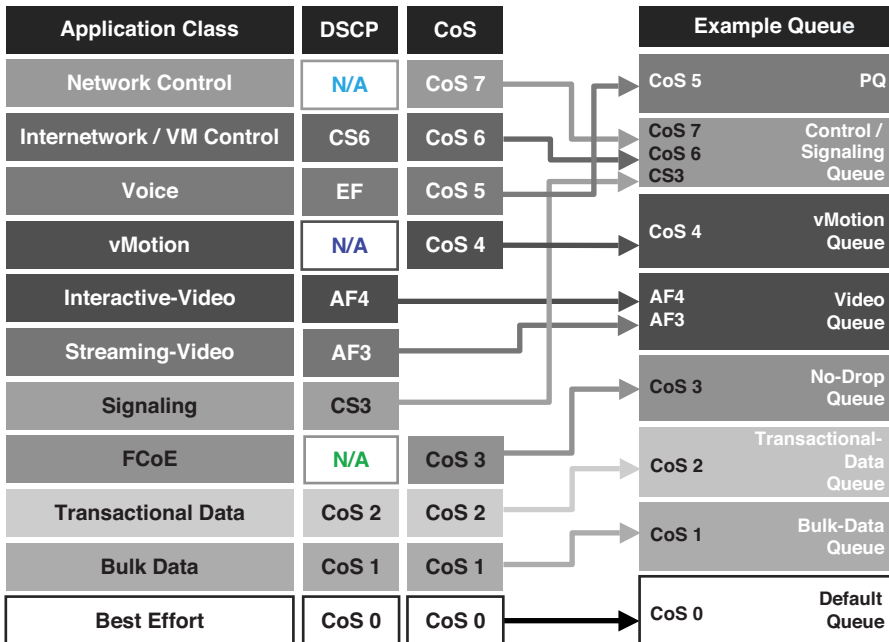 Application Class DSCP CoS Example Queue
Network Control N/A CoS 7
Internetwork / VM Control CS6 CoS 6
Voice EF CoS 5
vMotion N/A CoS 4
Interactive-Video AF4
Streaming-Video AF3
Signaling CS3
FCoE N/A CoS 3
Transactional Data CoS 2 CoS 2
Bulk Data CoS 1 CoS 1
Best Effort CoS 0 CoS 0
CoS 5 PQ
CoS 7 Control /
CoS 6 Signaling
CS3 Queue
CoS 4 vMotion
Queue
AF4 Video
AF3 Queue
CoS 3 No-Drop
Queue
Transactional-
CoS 2 Data
Queue
CoS 1 Bulk-Data
Queue
CoS 0 Default
Queue